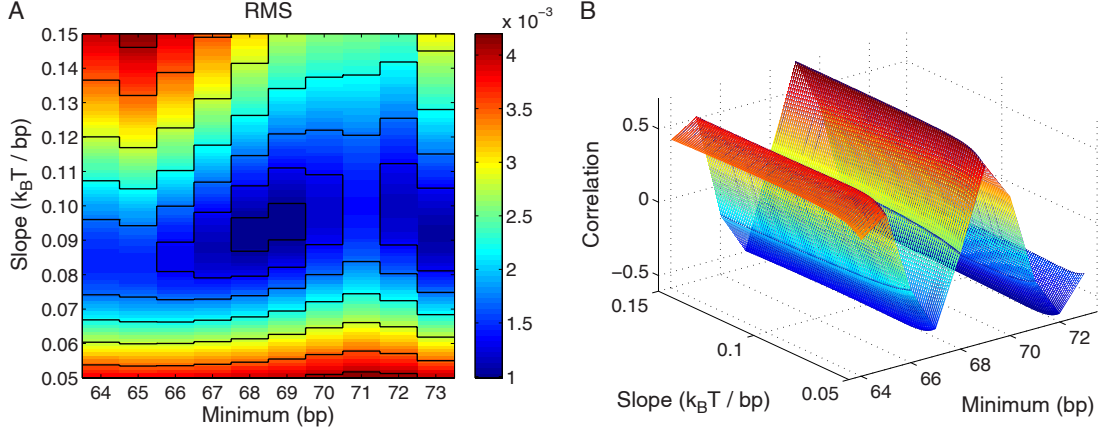 A
RMS
x 10⁻³
0.15
0.14
0.13
0.12
0.11
0.10
0.09
0.08
0.07
0.06
0.05
Slope (k_BT / bp)
64 65 66 67 68 69 70 71 72 73
Minimum (bp)
4
3.5
3
2.5
2
1.5
1
B
0.5
0
−0.5
Correlation
0.15
0.1
0.05
Slope (k_BT / bp)
64
66
68
70
72
Minimum (bp)